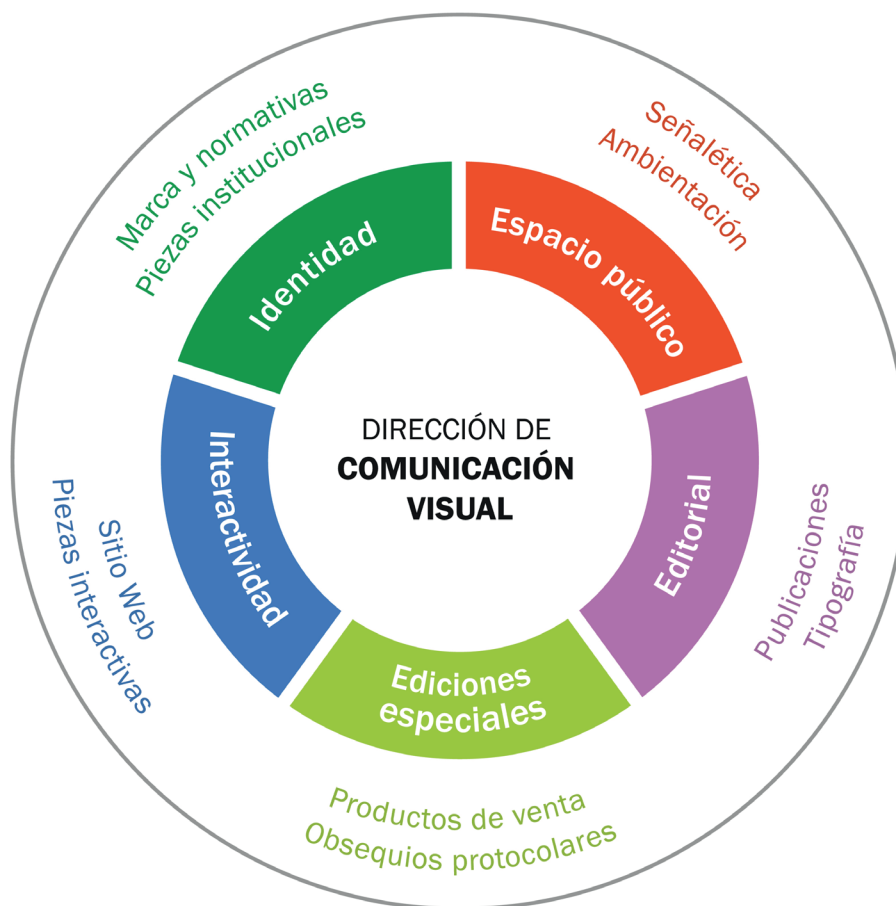 Marca y normativas
Piezas institucionales
Identidad
Señalética
Ambientación
Espacio público
DIRECCIÓN DE
COMUNICACIÓN
VISUAL
Interactividad
Sitio Web
Piezas interactivas
Editorial
Publicaciones
Tipografía
Ediciones
especiales
Productos de venta
Obsequios protocolares